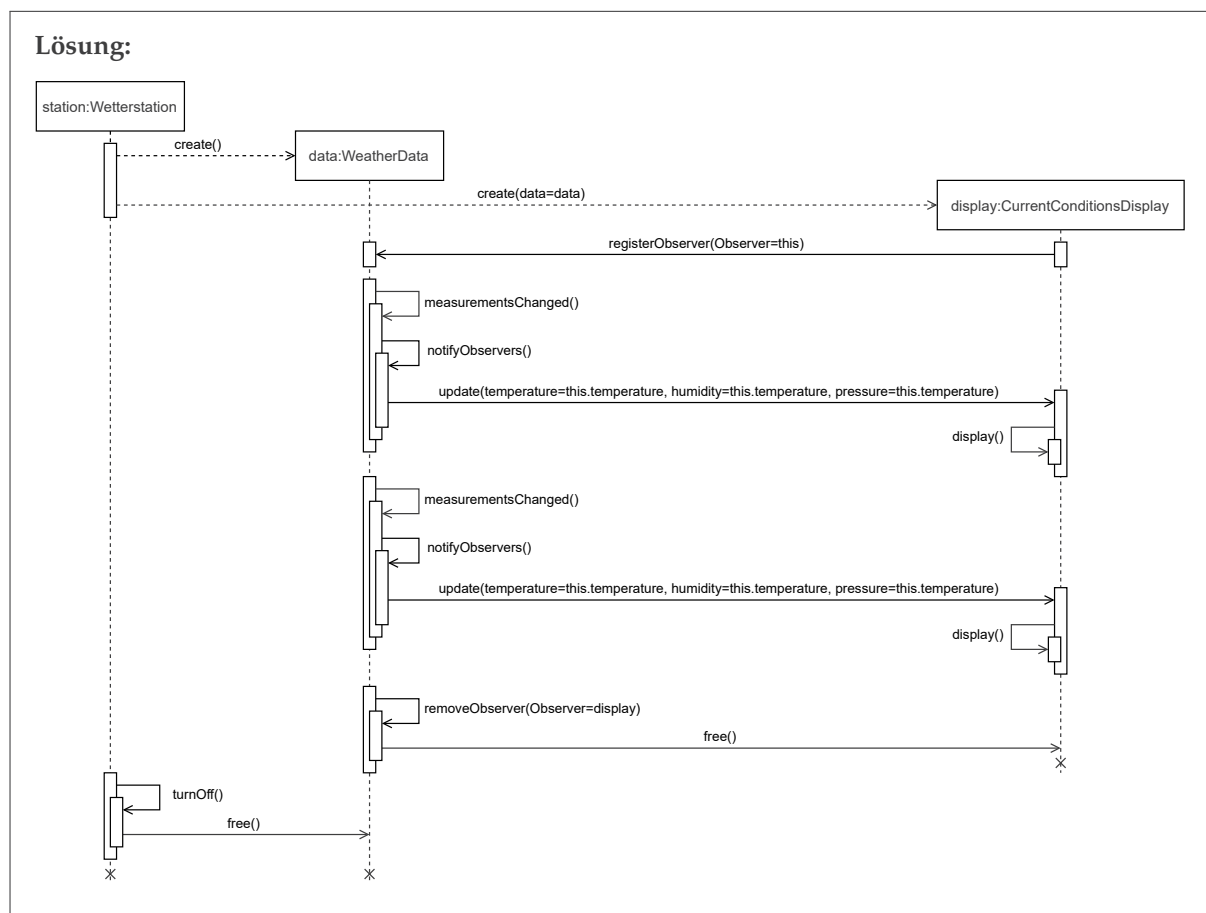 Lösung:
station:Wetterstation
create()
data:WeatherData
create(data=data)
display:CurrentConditionsDisplay
registerObserver(Observer=this)
measurementsChanged()
notifyObservers()
update(temperature=this.temperature, humidity=this.temperature, pressure=this.temperature)
display()
measurementsChanged()
notifyObservers()
update(temperature=this.temperature, humidity=this.temperature, pressure=this.temperature)
display()
removeObserver(Observer=display)
free()
turnOff()
free()